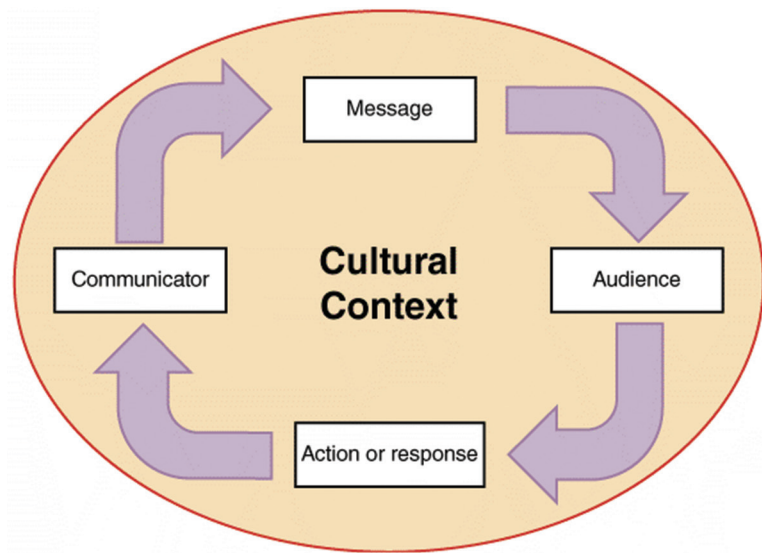 Message
Communicator
Cultural
Context
Audience
Action or response